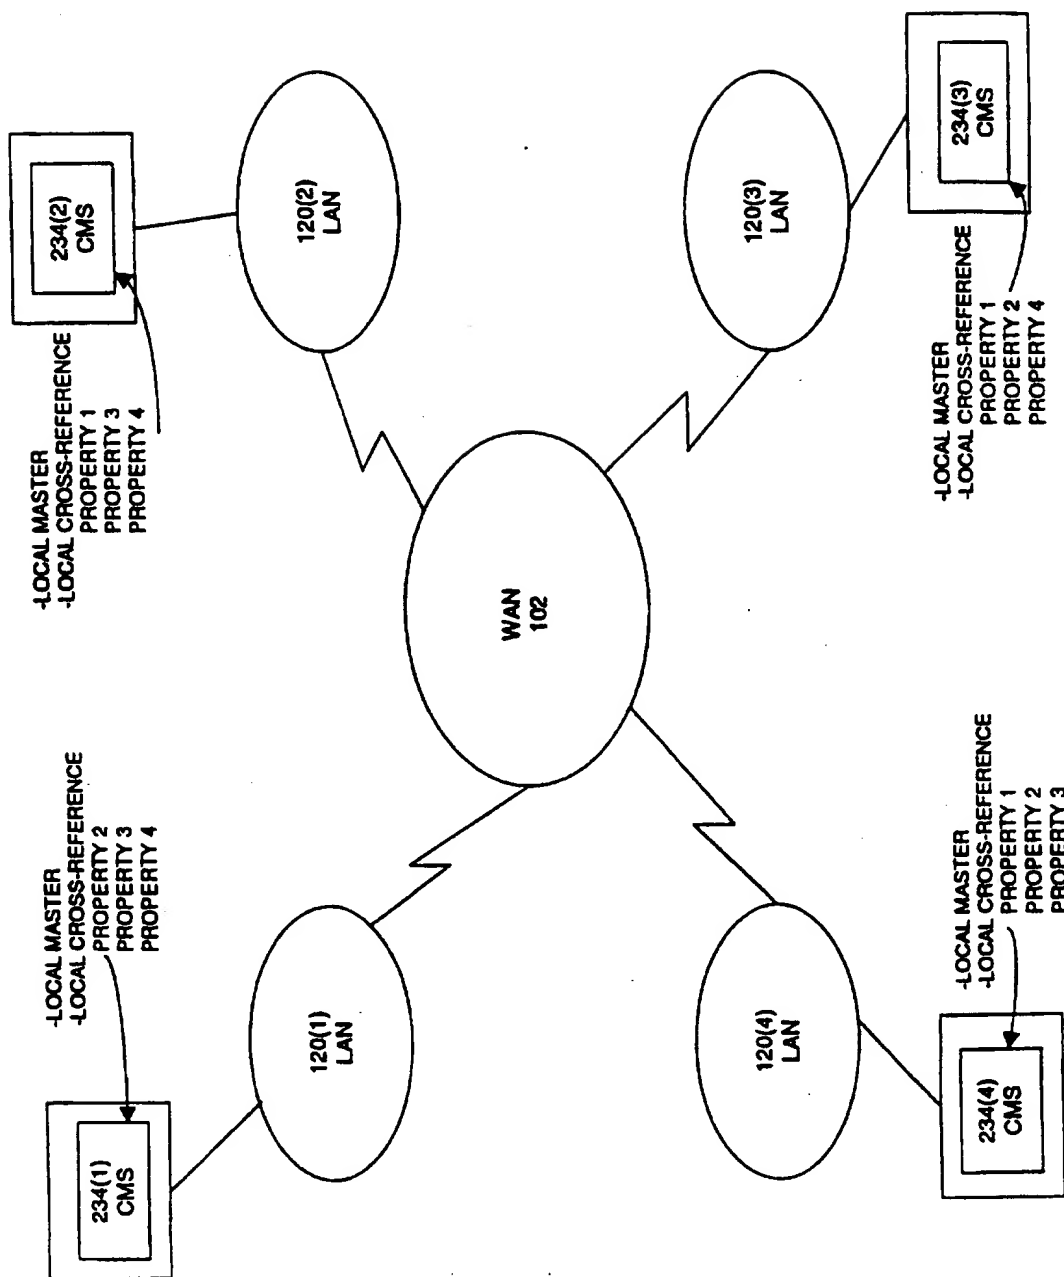 234(1)
CMS
-LOCAL MASTER
-LOCAL CROSS-REFERENCE
PROPERTY 2
PROPERTY 3
PROPERTY 4
-LOCAL MASTER
-LOCAL CROSS-REFERENCE
PROPERTY 1
PROPERTY 3
PROPERTY 4
234(2)
CMS
120(1)
LAN
120(2)
LAN
WAN
102
120(4)
LAN
120(3)
LAN
234(4)
CMS
-LOCAL MASTER
-LOCAL CROSS-REFERENCE
PROPERTY 1
PROPERTY 2
PROPERTY 3
-LOCAL MASTER
-LOCAL CROSS-REFERENCE
PROPERTY 1
PROPERTY 2
PROPERTY 4
234(3)
CMS